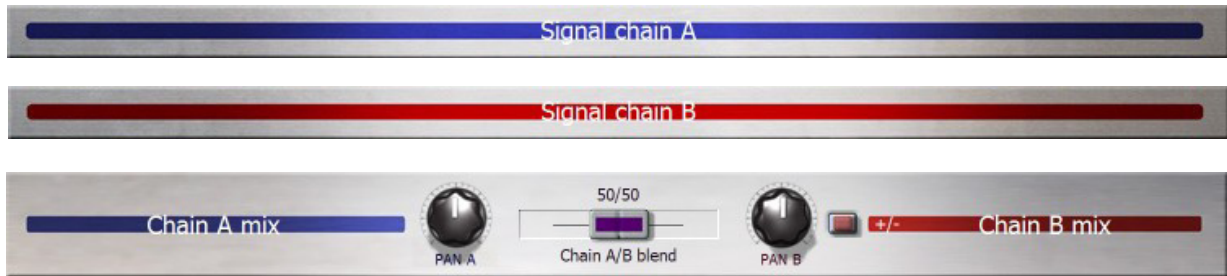 Signal chain A
Signal chain B
50/50
Chain A mix
+/-
Chain B mix
PAN A
Chain A/B blend
PAN B